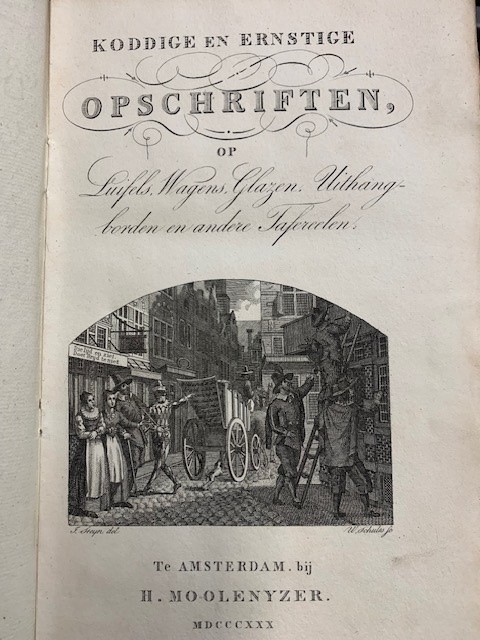 KODDIGE EN ERNSTIGE
OPSCHRIFTEN,
OP
Luifels, Wagens, Glazen, Uithang-
borden en andere Tafereelen.
Te AMSTERDAM. bij
H. MOOLENYZER.
MDCCCXXX